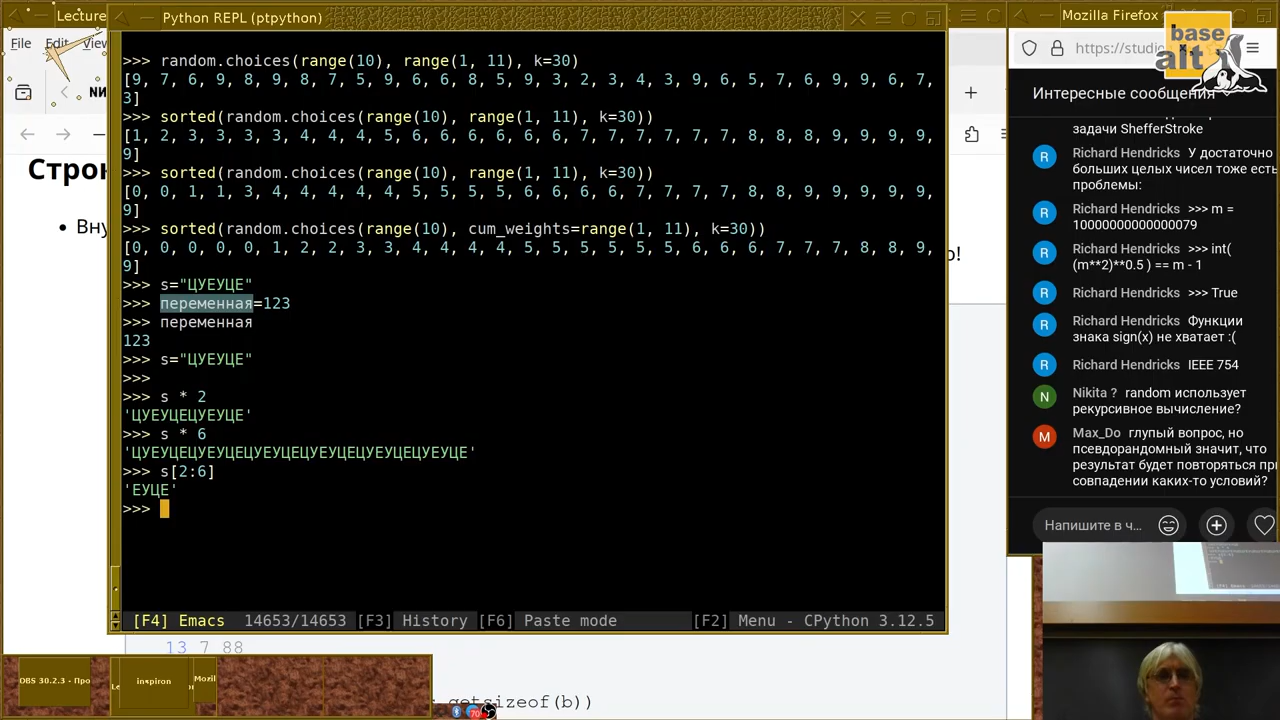 Lecture
Python REPL (ptpython)
Mozilla Firefox
File Edit View
base
alt
https://studi
Интересные сообщения
Строк
• Вну
о!
>>> random.choices(range(10), range(1, 11), k=30)
[9, 7, 6, 9, 8, 9, 8, 7, 5, 9, 6, 6, 8, 5, 9, 3, 2, 3, 4, 3, 9, 6, 5, 7, 5, 9, 9, 6, 7,
3]
>>> sorted(random.choices(range(10), range(1, 11), k=30))
[1, 2, 3, 3, 3, 3, 4, 4, 4, 5, 6, 6, 6, 6, 6, 7, 7, 7, 7, 7, 8, 8, 8, 8, 9, 9, 9, 9, 9,
9]
>>> sorted(random.choices(range(10), range(1, 11), k=30))
[0, 0, 1, 1, 3, 4, 4, 4, 4, 4, 5, 5, 5, 5, 6, 6, 6, 7, 7, 7, 7, 8, 8, 9, 9, 9, 9, 9, 9,
9]
>>> sorted(random.choices(range(10), cum_weights=range(1, 11), k=30))
[0, 0, 0, 0, 0, 1, 2, 2, 3, 3, 4, 4, 4, 4, 5, 5, 5, 5, 5, 5, 6, 6, 6, 7, 7, 7, 8, 8, 9,
9]
>>> s="ЦУЕУЦЕ"
>>> переменная=123
>>> переменная
123
>>> s="ЦУЕУЦЕ"
>>>
>>> s * 2
'ЦУЕУЦЕЦУЕУЦЕ'
>>> s * 6
'ЦУЕУЦЕЦУЕУЦЕЦУЕУЦЕЦУЕУЦЕЦУЕУЦЕЦУЕУЦЕ'
>>> s[2:6]
'ЕУЦЕ'
>>>
[F4] Emacs 14653/14653 [F3] History [F6] Paste mode [F2] Menu - CPython 3.12.5
13 7 88
getsizeof(b))
задачи ShefferStroke
R Richard Hendricks У достаточно
больших целых чисел тоже есть
проблемы:
R Richard Hendricks >>> m =
10000000000000079
R Richard Hendricks >>> int(
(m**2)**0.5 ) == m - 1
R Richard Hendricks >>> True
R Richard Hendricks Функции
знака sign(x) не хватает :(
R Richard Hendricks IEEE 754
N Nikita ? random использует
рекурсивное вычисление?
M Max_Do глупый вопрос, но
псевдорандомный значит, что
результат будет повторяться при
совпадении каких-то условий?
Напишите в ч...
OBS 30.2.3 - Про
inspiron
Mozil
70